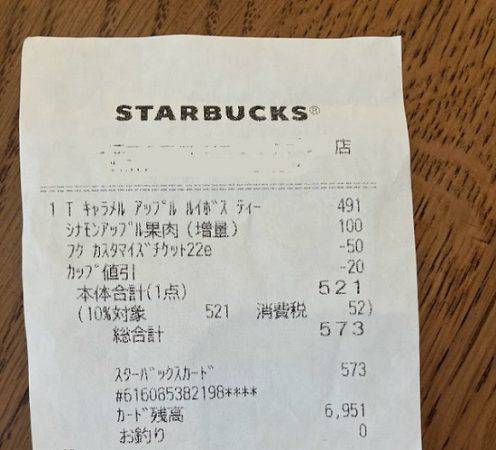 STARBUCKS®
店
1 T ｷｬﾗﾒﾙ ｱｯﾌﾟﾙ ﾙｲﾎﾞｽ ﾃｨｰ 491
ｼﾅﾓﾝｱｯﾌﾟﾙ果肉(増量) 100
ﾌｸ ｶｽﾀﾏｲｽﾞﾁｹｯﾄ22e -50
ｶｯﾌﾟ値引 -20
本体合計(1点) 521
(10%対象 521 消費税 52)
総合計 573
ｽﾀｰﾊﾞｯｸｽｶｰﾄﾞ 573
#616065382198****
ｶｰﾄﾞ残高 6,951
お釣り 0